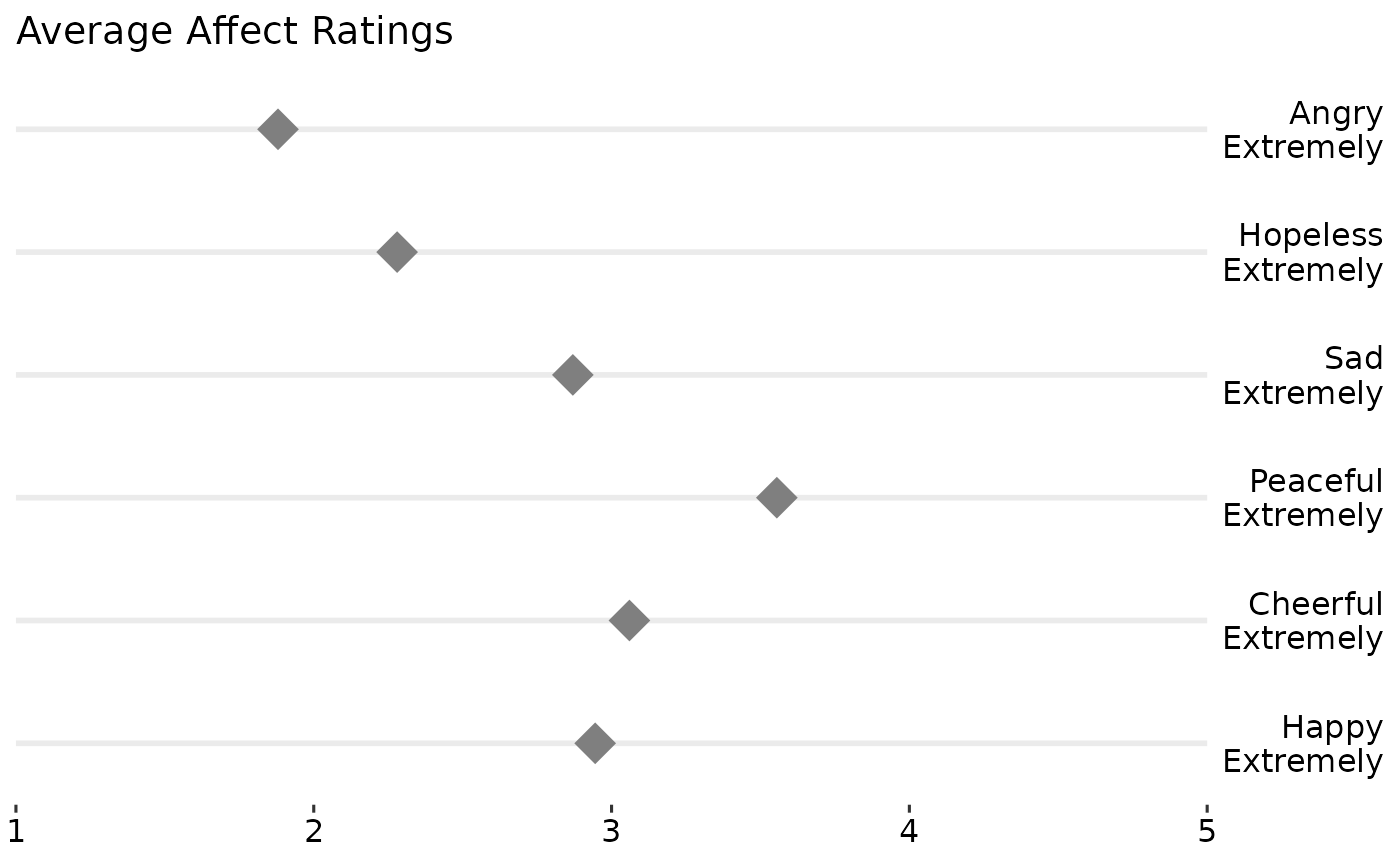 Average Affect Ratings
Angry
Extremely
Hopeless
Extremely
Sad
Extremely
Peaceful
Extremely
Cheerful
Extremely
Happy
Extremely
1 2 3 4 5